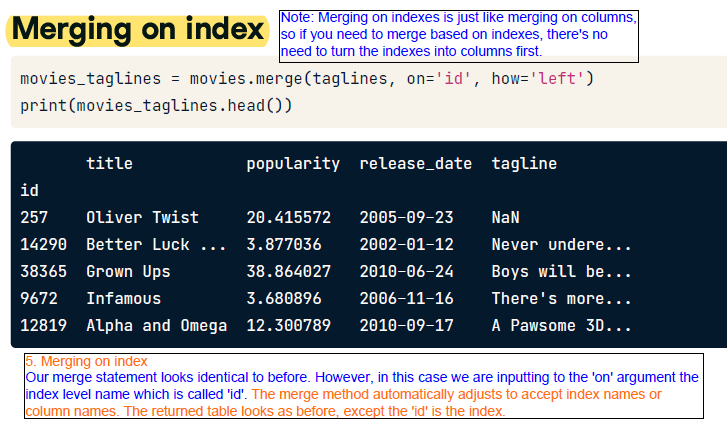 Merging on index
Note: Merging on indexes is just like merging on columns,
so if you need to merge based on indexes, there's no
need to turn the indexes into columns first.
movies_taglines = movies.merge(taglines, on='id', how='left')
print(movies_taglines.head())
title popularity release_date tagline
id
257 Oliver Twist 20.415572 2005-09-23 NaN
14290 Better Luck ... 3.877036 2002-01-12 Never undere...
38365 Grown Ups 38.864027 2010-06-24 Boys will be...
9672 Infamous 3.680896 2006-11-16 There's more...
12819 Alpha and Omega 12.300789 2010-09-17 A Pawsome 3D...
5. Merging on index
Our merge statement looks identical to before. However, in this case we are inputting to the 'on' argument the
index level name which is called 'id'. The merge method automatically adjusts to accept index names or
column names. The returned table looks as before, except the 'id' is the index.